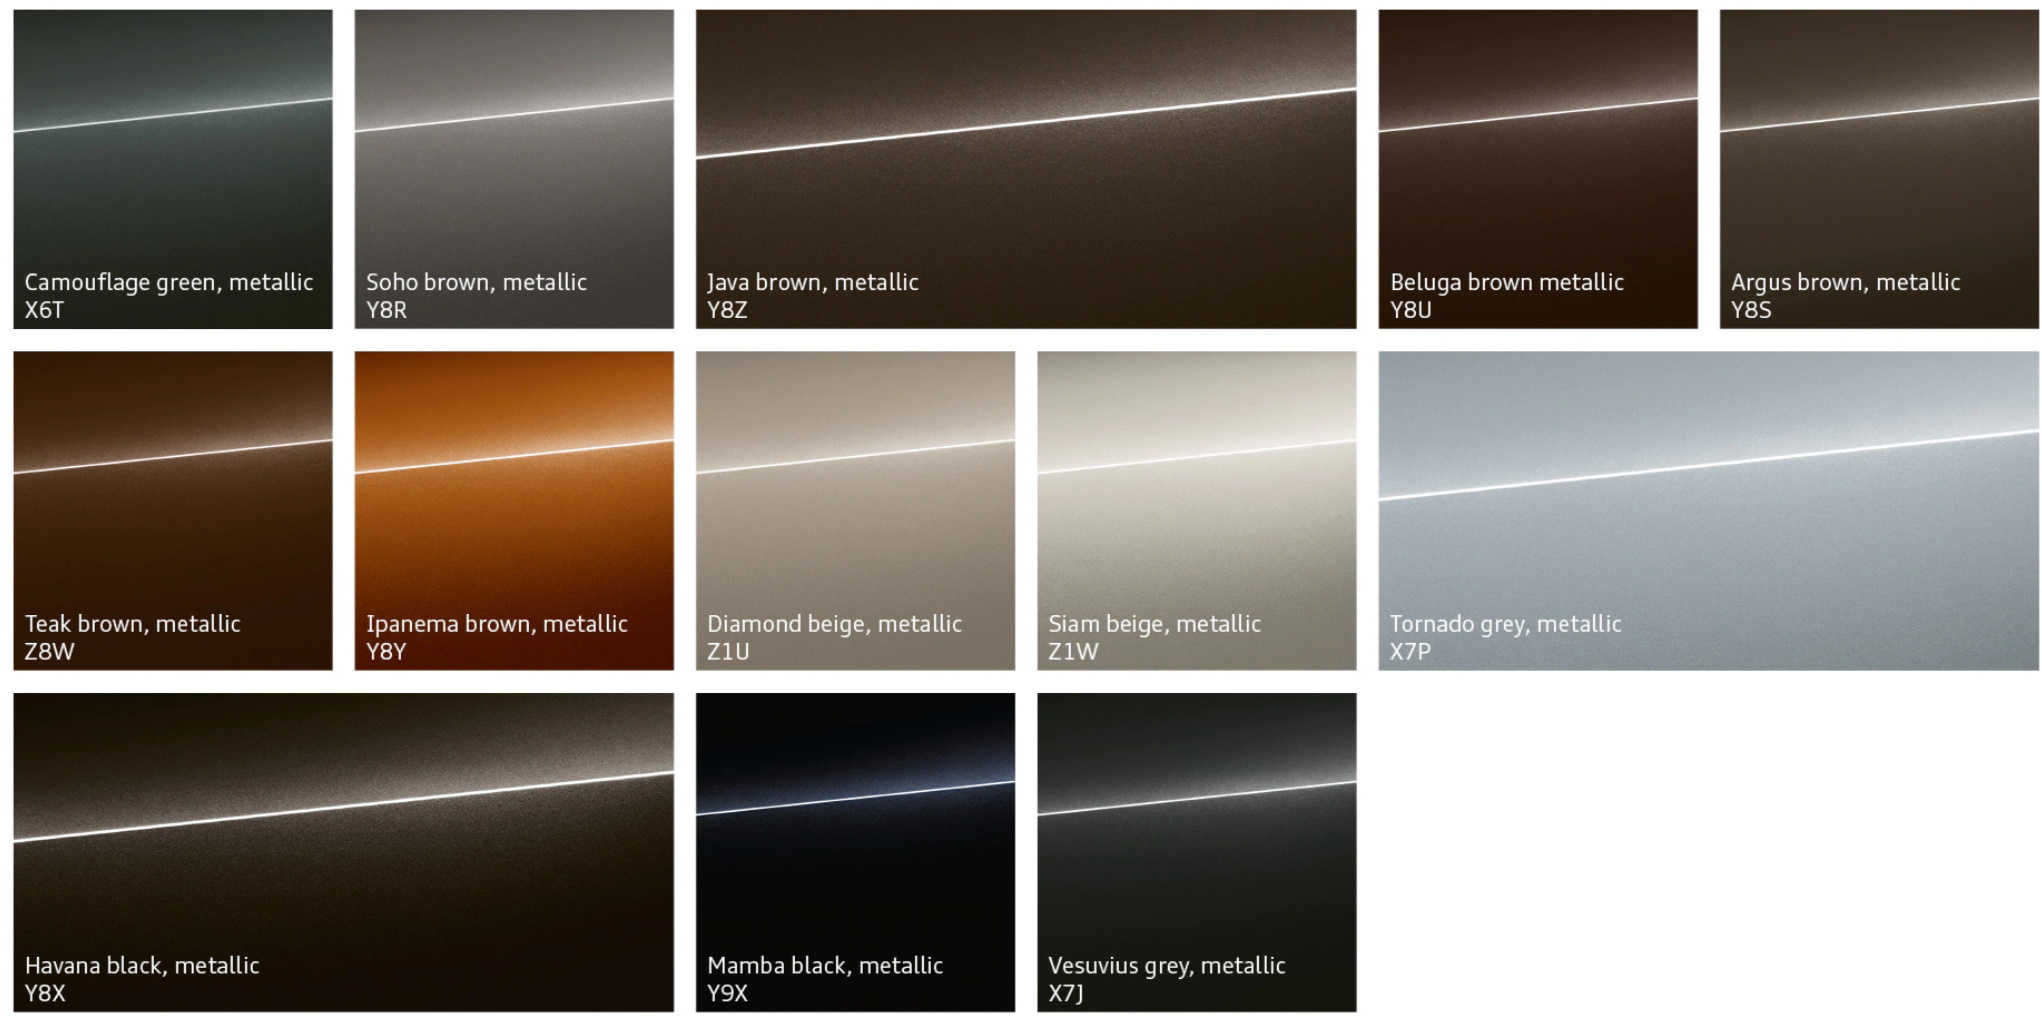 Camouflage green, metallic
X6T
Soho brown, metallic
Y8R
Java brown, metallic
Y8Z
Beluga brown metallic
Y8U
Argus brown, metallic
Y8S
Teak brown, metallic
Z8W
Ipanema brown, metallic
Y8Y
Diamond beige, metallic
Z1U
Siam beige, metallic
Z1W
Tornado grey, metallic
X7P
Havana black, metallic
Y8X
Mamba black, metallic
Y9X
Vesuvius grey, metallic
X7J